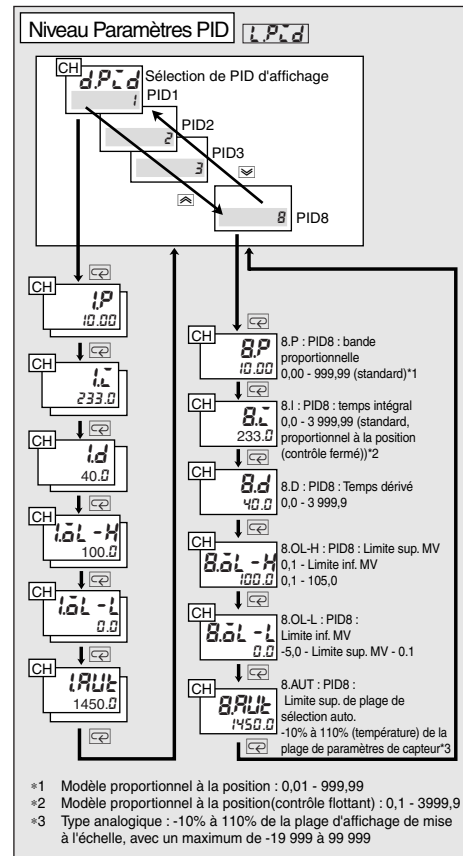 Niveau Paramètres PID L.PId
CH
d.PId
1
Sélection de PID d'affichage
PID1
2
PID2
3
PID3
8
PID8
CH
1.P
10.00
CH
1.I
233.0
CH
1.d
40.0
CH
1.OL-H
100.0
CH
1.OL-L
0.0
CH
1.AUt
1450.0
CH
8.P
10.00
8.P : PID8 : bande
proportionnelle
0,00 - 999,99 (standard)*1
CH
8.I
233.0
8.I : PID8 : temps intégral
0,0 - 3 999,9 (standard,
proportionnel à la position
(contrôle fermé))*2
CH
8.d
40.0
8.D : PID8 : Temps dérivé
0,0 - 3 999,9
CH
8.OL-H
100.0
8.OL-H : PID8 : Limite sup. MV
0,1 - Limite inf. MV
0,1 - 105,0
CH
8.OL-L
0.0
8.OL-L : PID8 :
Limite inf. MV
-5,0 - Limite sup. MV - 0.1
CH
8.AUt
1450.0
8.AUT : PID8 :
Limite sup. de plage de
sélection auto.
-10% à 110% (température) de la
plage de paramètres de capteur*3
*1 Modèle proportionnel à la position : 0,01 - 999,99
*2 Modèle proportionnel à la position(contrôle flottant) : 0,1 - 3999,9
*3 Type analogique : -10% à 110% de la plage d'affichage de mise
à l'échelle, avec un maximum de -19 999 à 99 999